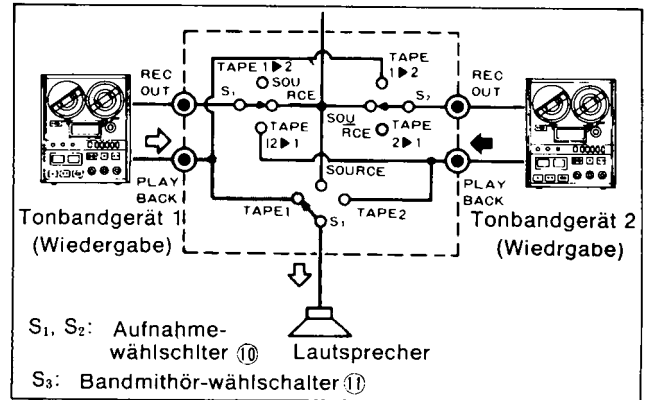 TAPE 1▶2
TAPE
1▶2
REC
OUT
SOU
RCE
S₁
SOU
RCE
S₂
REC
OUT
TAPE
12▶1
TAPE
2▶1
SOURCE
PLAY
BACK
TAPE1
TAPE2
S₁
PLAY
BACK
Tonbandgerät 1
(Wiedergabe)
Tonbandgerät 2
(Wiedrgabe)
S₁, S₂: Aufnahme-
wählschlter ⑩
Lautsprecher
S₃: Bandmithör-wählschalter ⑪